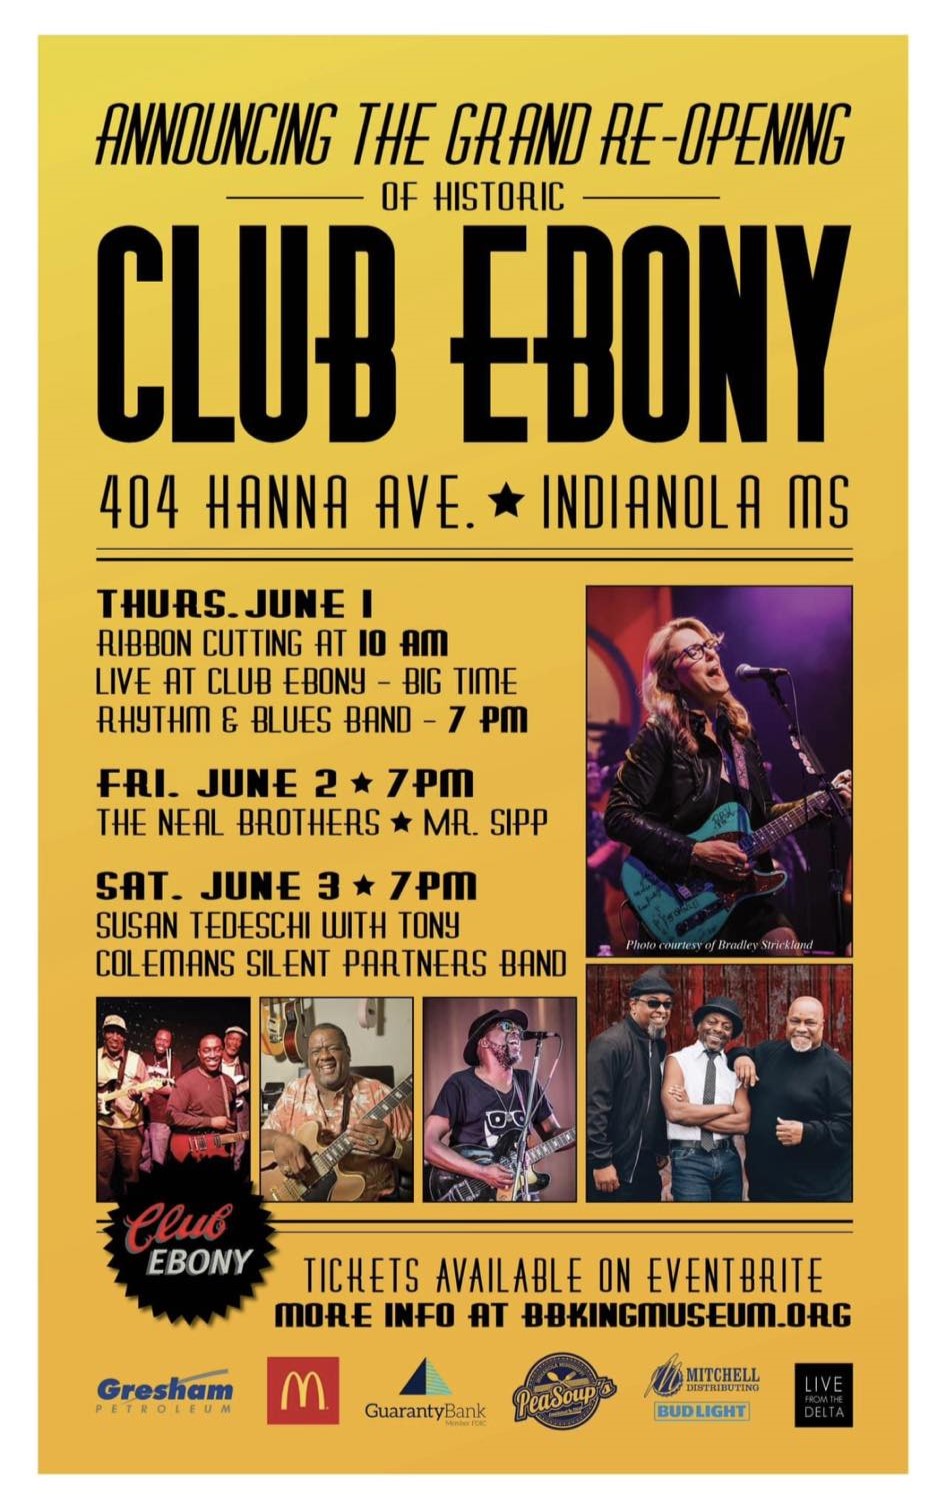 ANNOUNCING THE GRAND RE-OPENING
OF HISTORIC
CLUB EBONY
404 HANNA AVE. ★ INDIANOLA MS
THURS. JUNE 1
RIBBON CUTTING AT 10 AM
LIVE AT CLUB EBONY - BIG TIME
RHYTHM & BLUES BAND - 7 PM
FRI. JUNE 2 ★ 7PM
THE NEAL BROTHERS ★ MR. SIPP
SAT. JUNE 3 ★ 7PM
SUSAN TEDESCHI WITH TONY
COLEMANS SILENT PARTNERS BAND
Photo courtesy of Bradley Strickland
Club
EBONY
TICKETS AVAILABLE ON EVENTBRITE
MORE INFO AT BBKINGMUSEUM.ORG
Gresham
PETROLEUM
GuarantyBank
Member FDIC
PeaSoup's
MITCHELL
DISTRIBUTING
BUD LIGHT
LIVE
FROM THE
DELTA